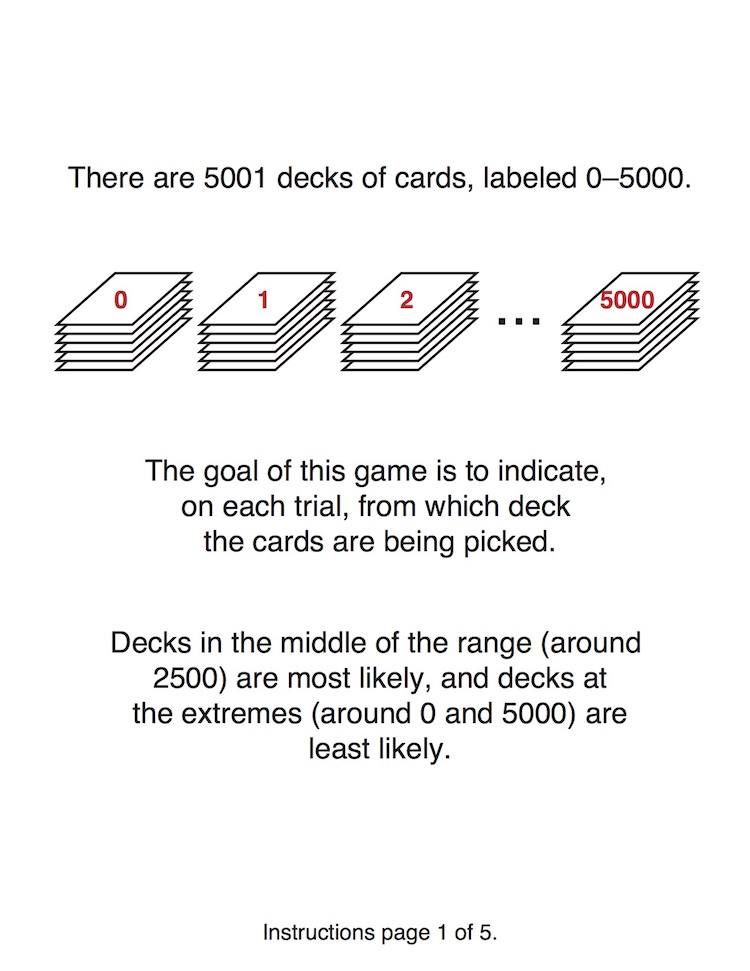 There are 5001 decks of cards, labeled 0–5000.
0 1 2 ... 5000
The goal of this game is to indicate,
on each trial, from which deck
the cards are being picked.
Decks in the middle of the range (around
2500) are most likely, and decks at
the extremes (around 0 and 5000) are
least likely.
Instructions page 1 of 5.